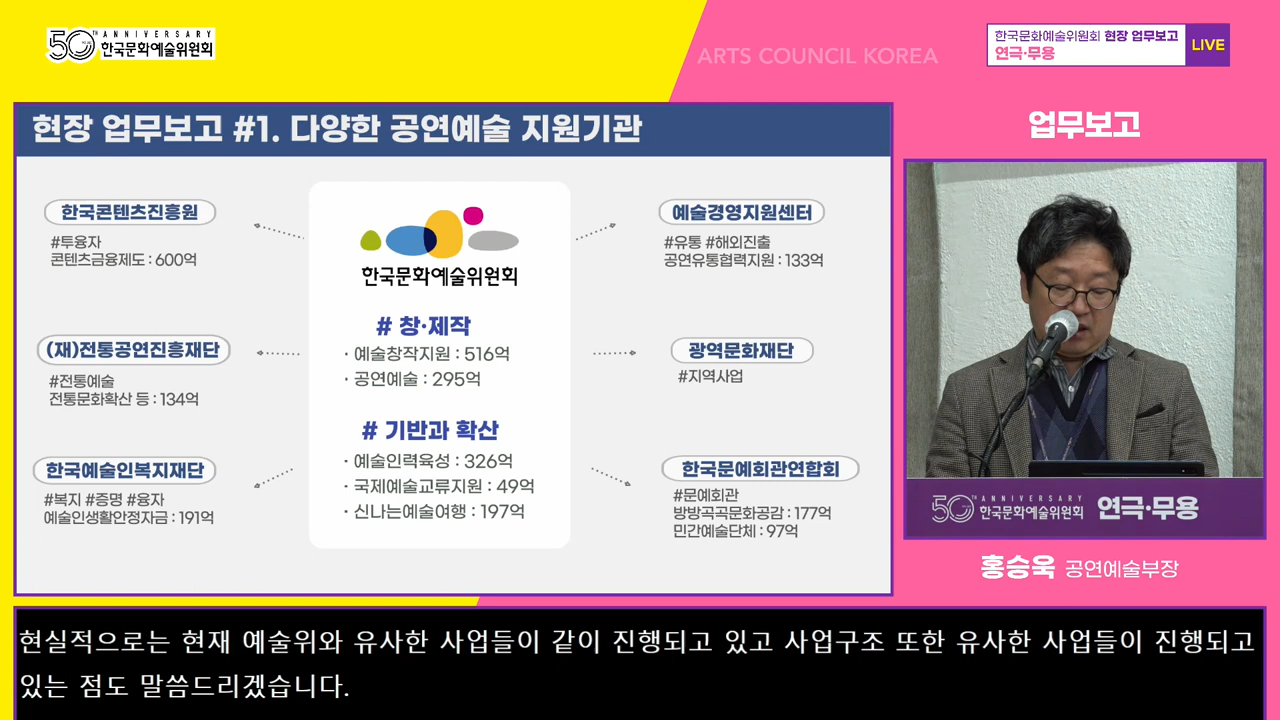 50TH ANNIVERSARY
한국문화예술위원회
ARTS COUNCIL KOREA
한국문화예술위원회 현장 업무보고
연극·무용
LIVE
현장 업무보고 #1. 다양한 공연예술 지원기관
한국콘텐츠진흥원
#투융자
콘텐츠금융제도 : 600억
(재)전통공연진흥재단
#전통예술
전통문화확산 등 : 134억
한국예술인복지재단
#복지 #증명 #융자
예술인생활안정자금 : 191억
한국문화예술위원회
# 창·제작
· 예술창작지원 : 516억
· 공연예술 : 295억
# 기반과 확산
· 예술인력육성 : 326억
· 국제예술교류지원 : 49억
· 신나는예술여행 : 197억
예술경영지원센터
#유통 #해외진출
공연유통협력지원 : 133억
광역문화재단
#지역사업
한국문예회관연합회
#문예회관
방방곡곡문화공감 : 177억
민간예술단체 : 97억
업무보고
50TH ANNIVERSARY
한국문화예술위원회
연극·무용
홍승욱 공연예술부장
현실적으로는 현재 예술위와 유사한 사업들이 같이 진행되고 있고 사업구조 또한 유사한 사업들이 진행되고
있는 점도 말씀드리겠습니다.